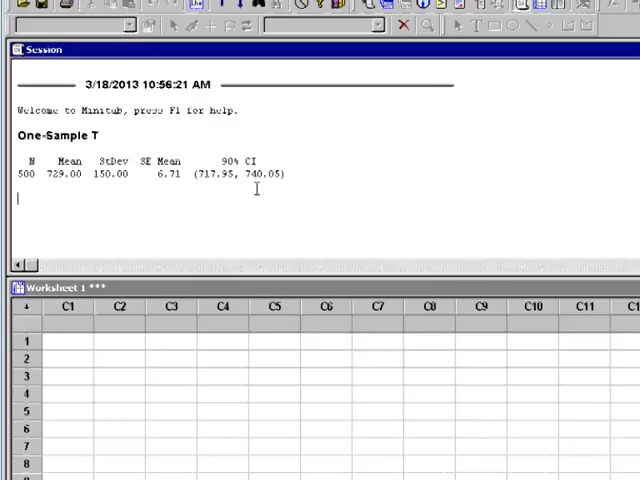 Session
3/18/2013 10:56:21 AM
Welcome to Minitab, press F1 for help.
One-Sample T
N Mean StDev SE Mean 90% CI
500 729.00 150.00 6.71 (717.95, 740.05)
Worksheet 1 ***
C1 C2 C3 C4 C5 C6 C7 C8 C9 C10 C11
1
2
3
4
5
6
7
8